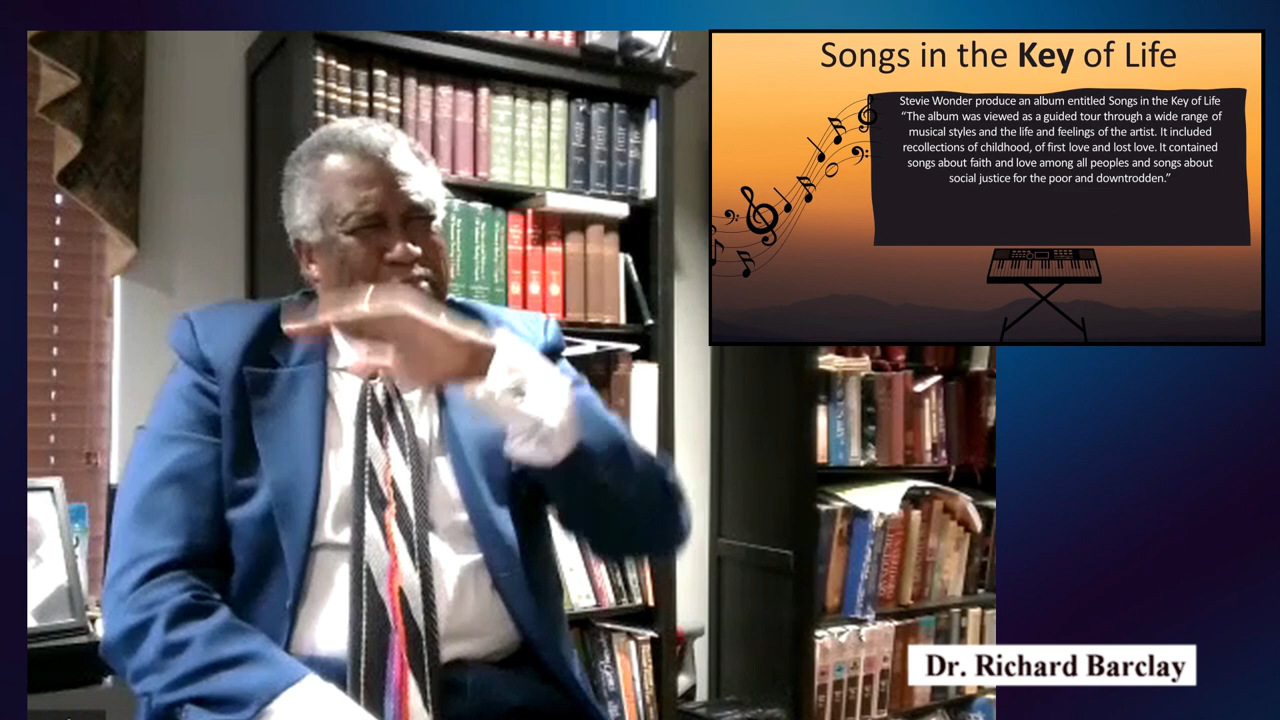 Songs in the Key of Life
Stevie Wonder produce an album entitled Songs in the Key of Life
“The album was viewed as a guided tour through a wide range of
musical styles and the life and feelings of the artist. It included
recollections of childhood, of first love and lost love. It contained
songs about faith and love among all peoples and songs about
social justice for the poor and downtrodden.”
Dr. Richard Barclay